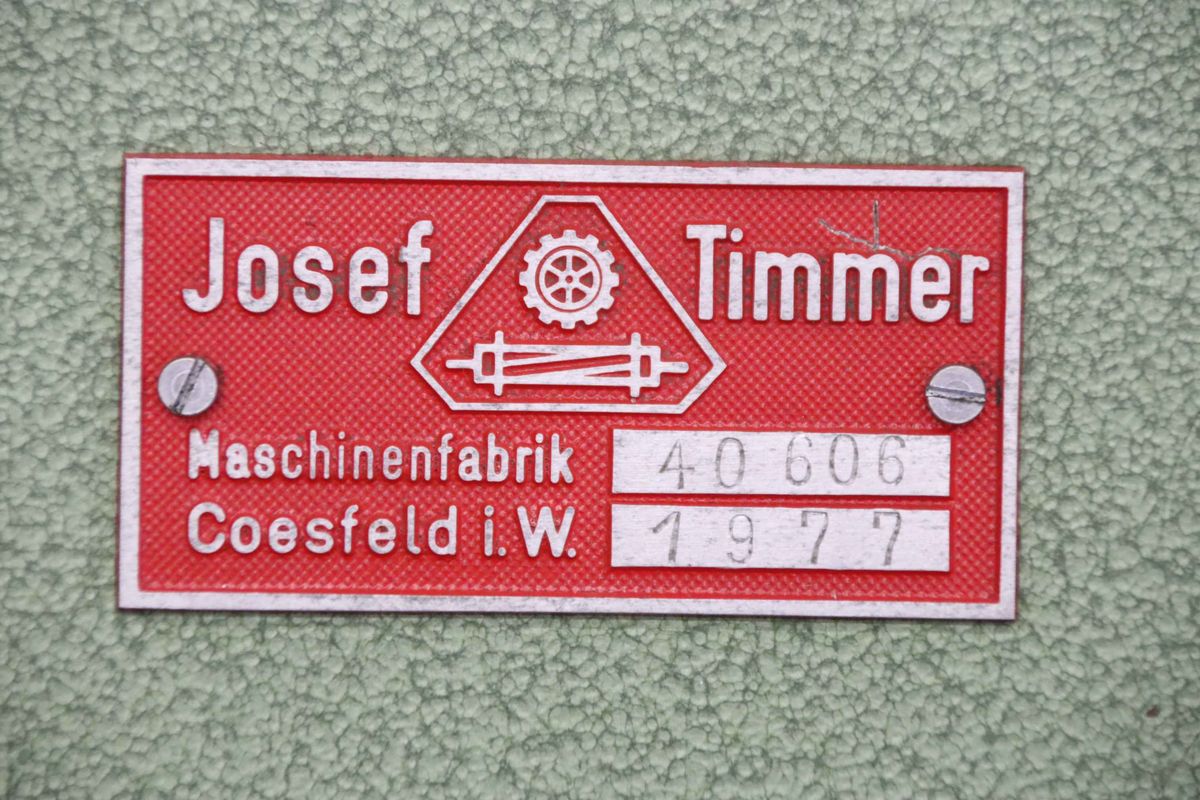 Josef Timmer
Maschinenfabrik 40 606
Coesfeld i.W. 1977